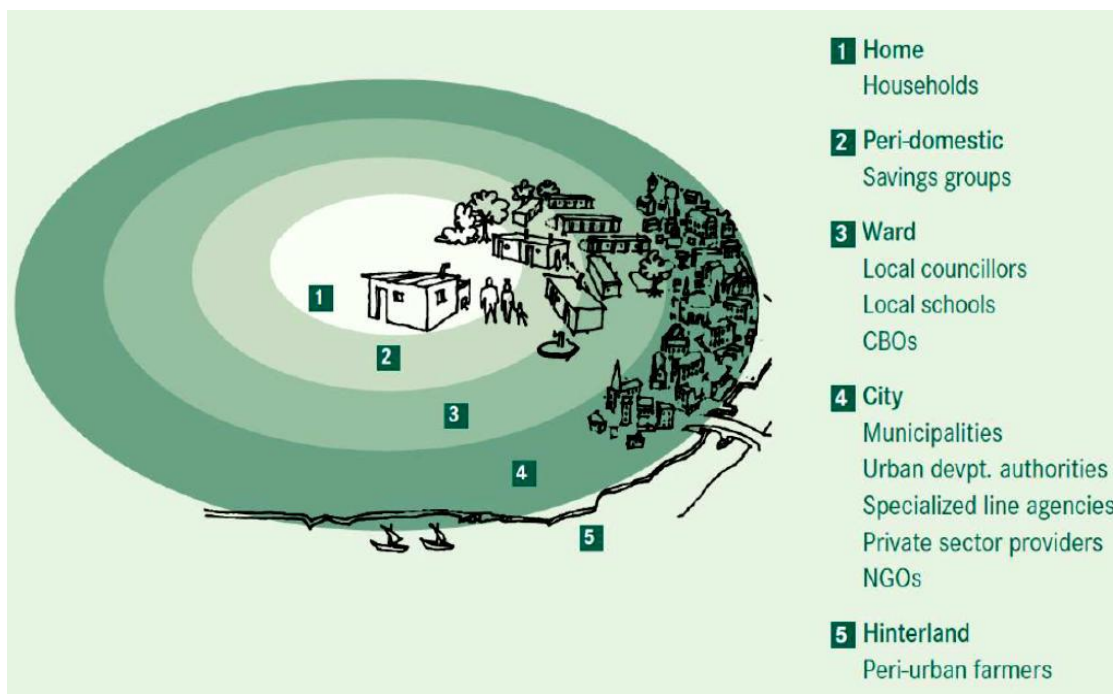 1 Home
Households
2 Peri-domestic
Savings groups
3 Ward
Local councillors
Local schools
CBOs
4 City
Municipalities
Urban devpt. authorities
Specialized line agencies
Private sector providers
NGOs
5 Hinterland
Peri-urban farmers
1
2
3
4
5